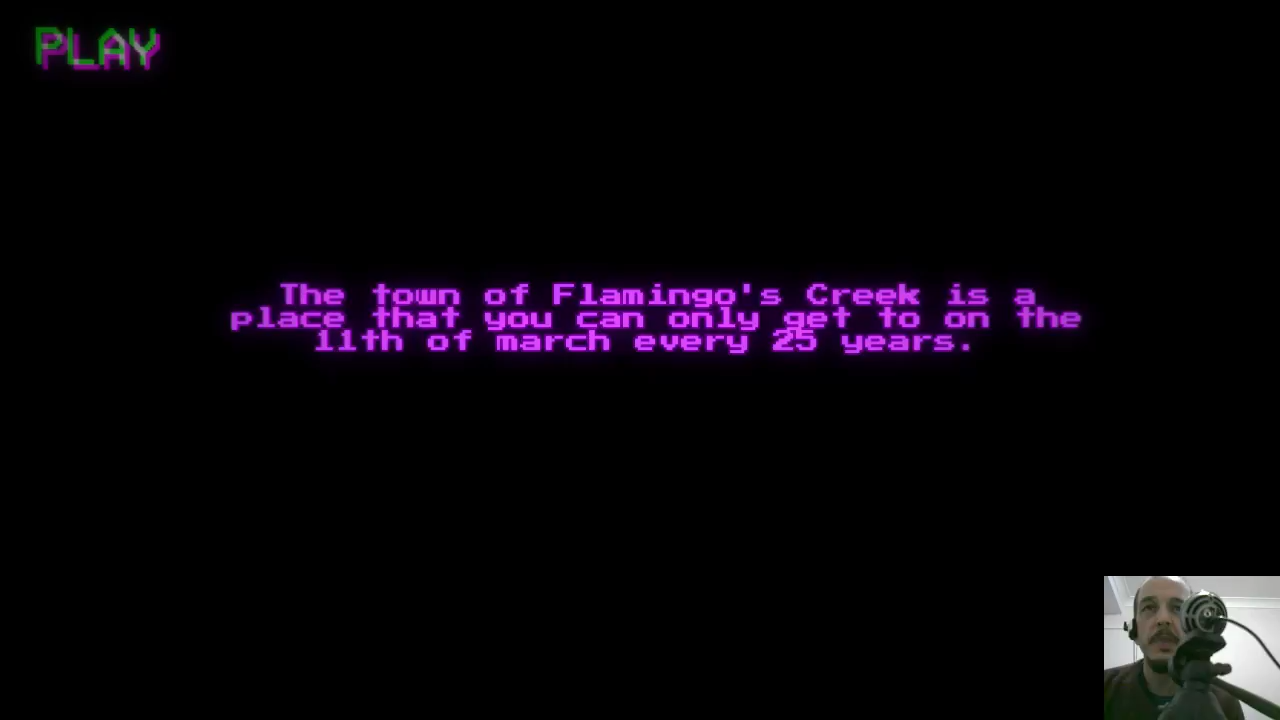 PLAY
The town of Flamingo's Creek is a
place that you can only get to on the
11th of march every 25 years.